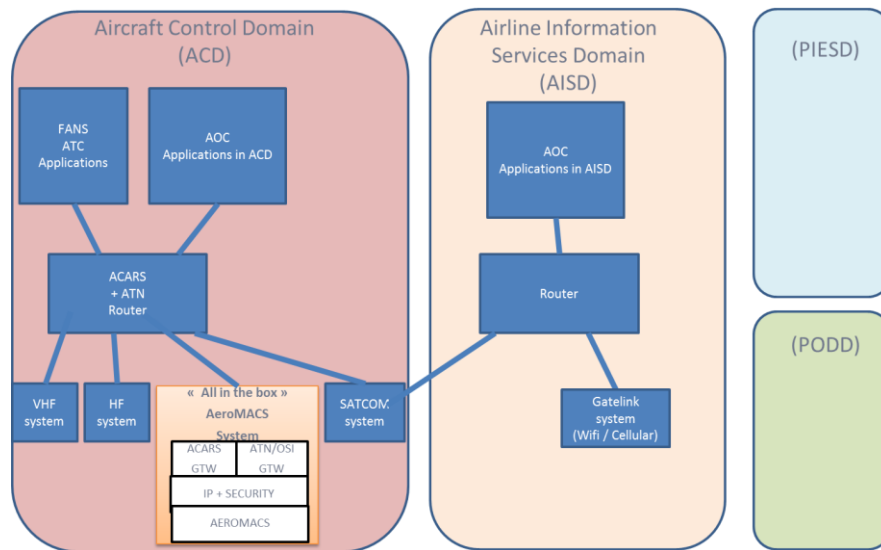 Aircraft Control Domain
(ACD)
Airline Information
Services Domain
(AISD)
(PIESD)
FANS
ATC
Applications
AOC
Applications in ACD
AOC
Applications in AISD
ACARS
+ ATN
Router
Router
(PODD)
VHF
system
HF
system
« All in the box »
AeroMACS
System
ACARS
GTW
ATN/OSI
GTW
IP + SECURITY
AEROMACS
SATCOM
system
Gatelink
system
(Wifi / Cellular)